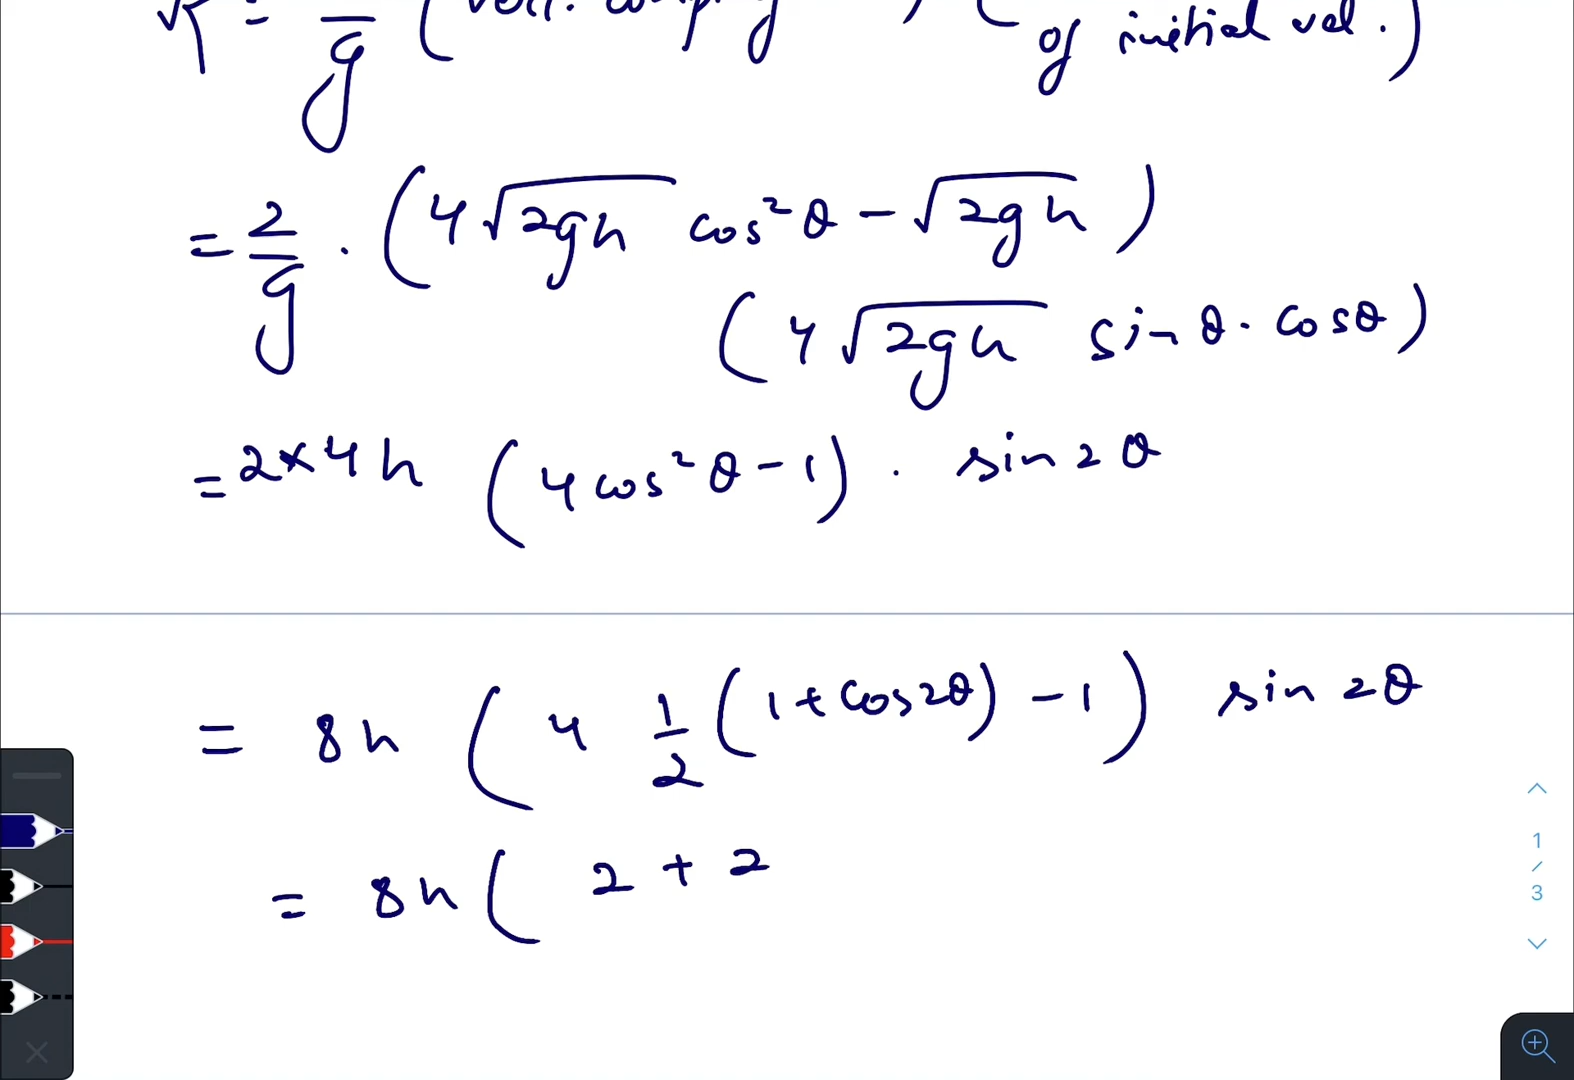 = — g (vert.
of initial vel.)
= 2/g . (4√2gh cos²θ - √2gh)
(4√2gh sinθ. cosθ)
= 2×4h (4cos²θ-1) . sin2θ
= 8h (4 1/2 (1+cos2θ) -1) sin2θ
= 8h ( 2 + 2
1
/
3